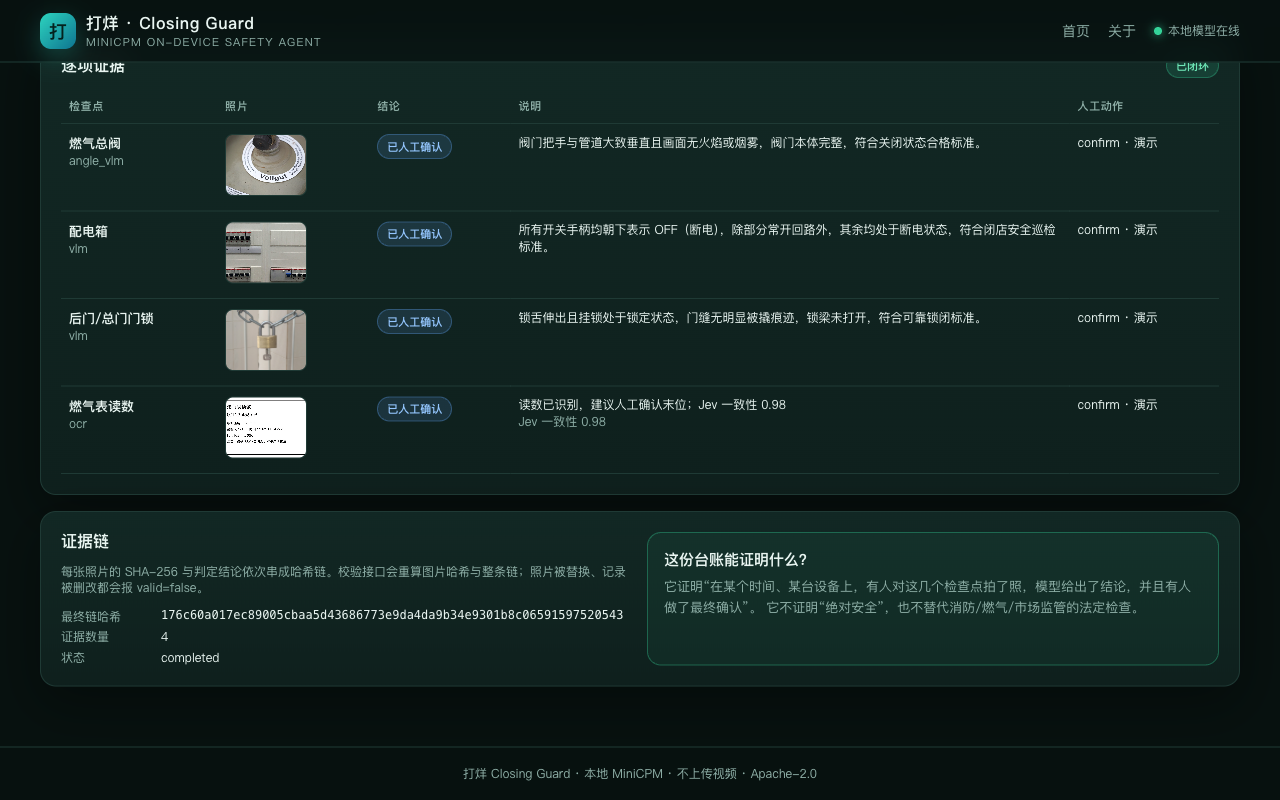 打
打烊 · Closing Guard
MINICPM ON-DEVICE SAFETY AGENT
首页
关于
本地模型在线
逐项证据
已闭环
检查点
照片
结论
说明
人工动作
燃气总阀
angle_vlm
已人工确认
阀门把手与管道大致垂直且画面无火焰或烟雾，阀门本体完整，符合关闭状态合格标准。
confirm · 演示
配电箱
vlm
已人工确认
所有开关手柄均朝下表示 OFF（断电），除部分常开回路外，其余均处于断电状态，符合闭店安全巡检
标准。
confirm · 演示
后门/总门门锁
vlm
已人工确认
锁舌伸出且挂锁处于锁定状态，门缝无明显被撬痕迹，锁梁未打开，符合可靠锁闭标准。
confirm · 演示
燃气表读数
ocr
已人工确认
读数已识别，建议人工确认末位；Jev 一致性 0.98
Jev 一致性 0.98
confirm · 演示
证据链
每张照片的 SHA-256 与判定结论依次串成哈希链。校验接口会重算图片哈希与整条链；照片被替换、记录
被删改都会报 valid=false。
最终链哈希
176c60a017ec89005cbaa5d43686773e9da4da9b34e9301b8c06591597520543
证据数量
4
状态
completed
这份台账能证明什么？
它证明“在某个时间、某台设备上，有人对这几个检查点拍了照，模型给出了结论，并且有人
做了最终确认”。 它不证明“绝对安全”，也不替代消防/燃气/市场监管的法定检查。
打烊 Closing Guard · 本地 MiniCPM · 不上传视频 · Apache-2.0